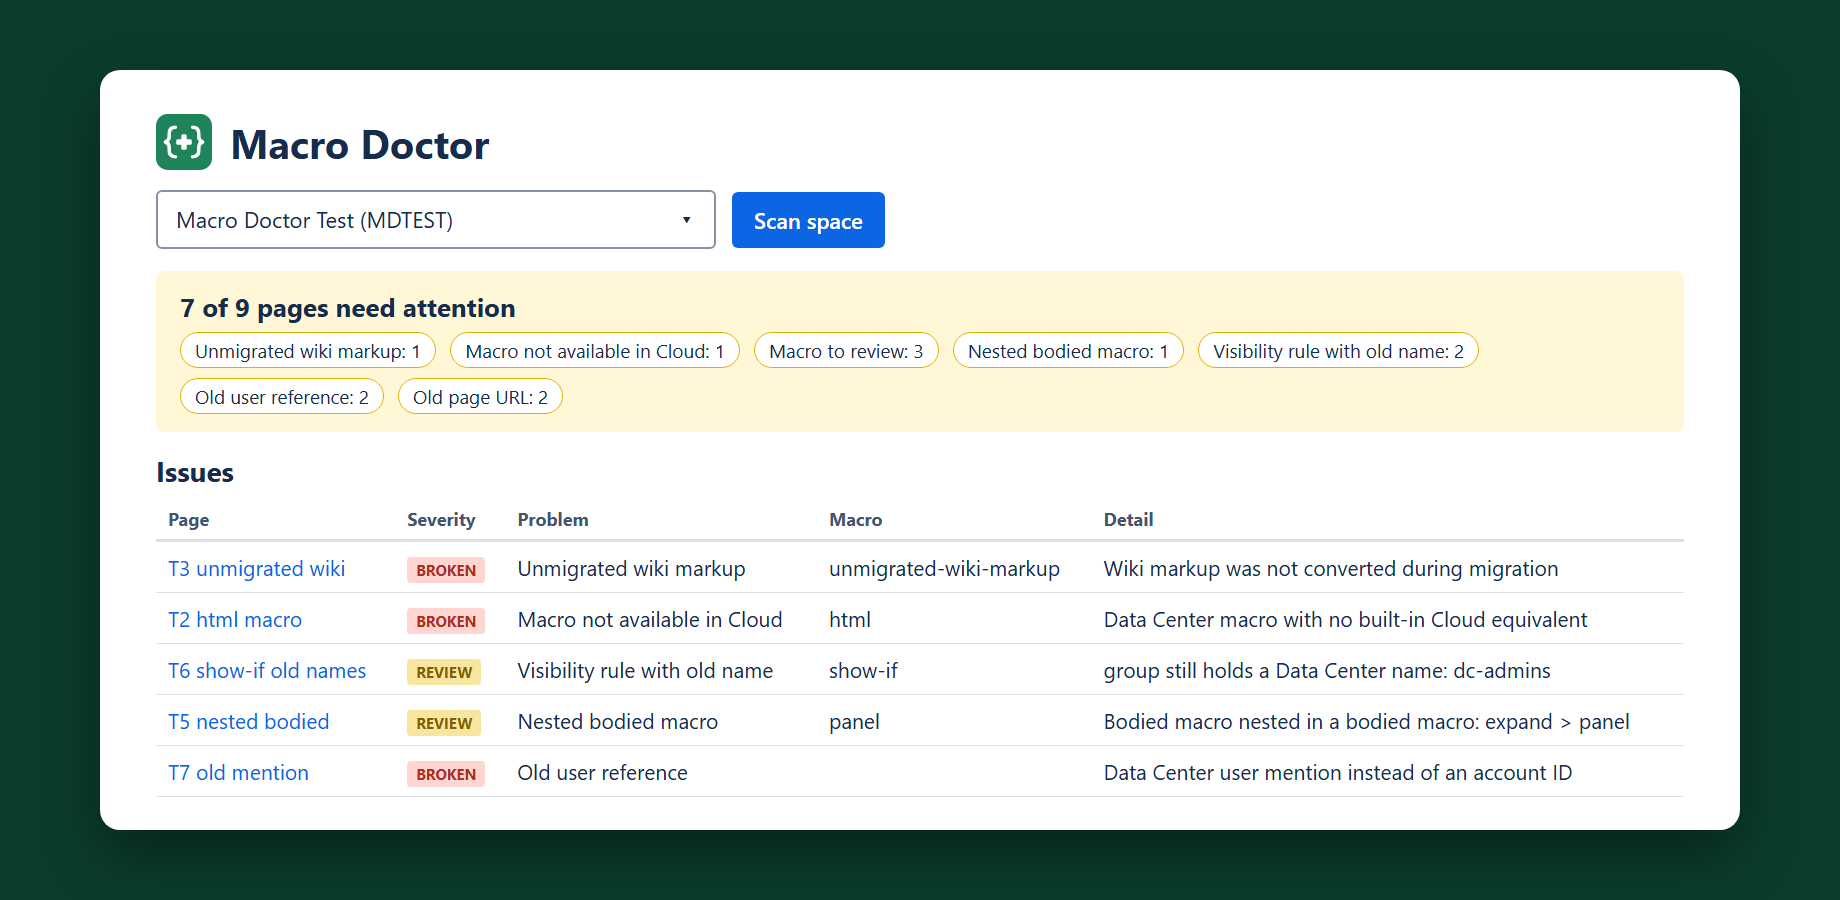 Macro Doctor
Macro Doctor Test (MDTEST)
Scan space
7 of 9 pages need attention
Unmigrated wiki markup: 1 Macro not available in Cloud: 1 Macro to review: 3 Nested bodied macro: 1 Visibility rule with old name: 2
Old user reference: 2 Old page URL: 2
Issues
Page Severity Problem Macro Detail
T3 unmigrated wiki BROKEN Unmigrated wiki markup unmigrated-wiki-markup Wiki markup was not converted during migration
T2 html macro BROKEN Macro not available in Cloud html Data Center macro with no built-in Cloud equivalent
T6 show-if old names REVIEW Visibility rule with old name show-if group still holds a Data Center name: dc-admins
T5 nested bodied REVIEW Nested bodied macro panel Bodied macro nested in a bodied macro: expand > panel
T7 old mention BROKEN Old user reference Data Center user mention instead of an account ID